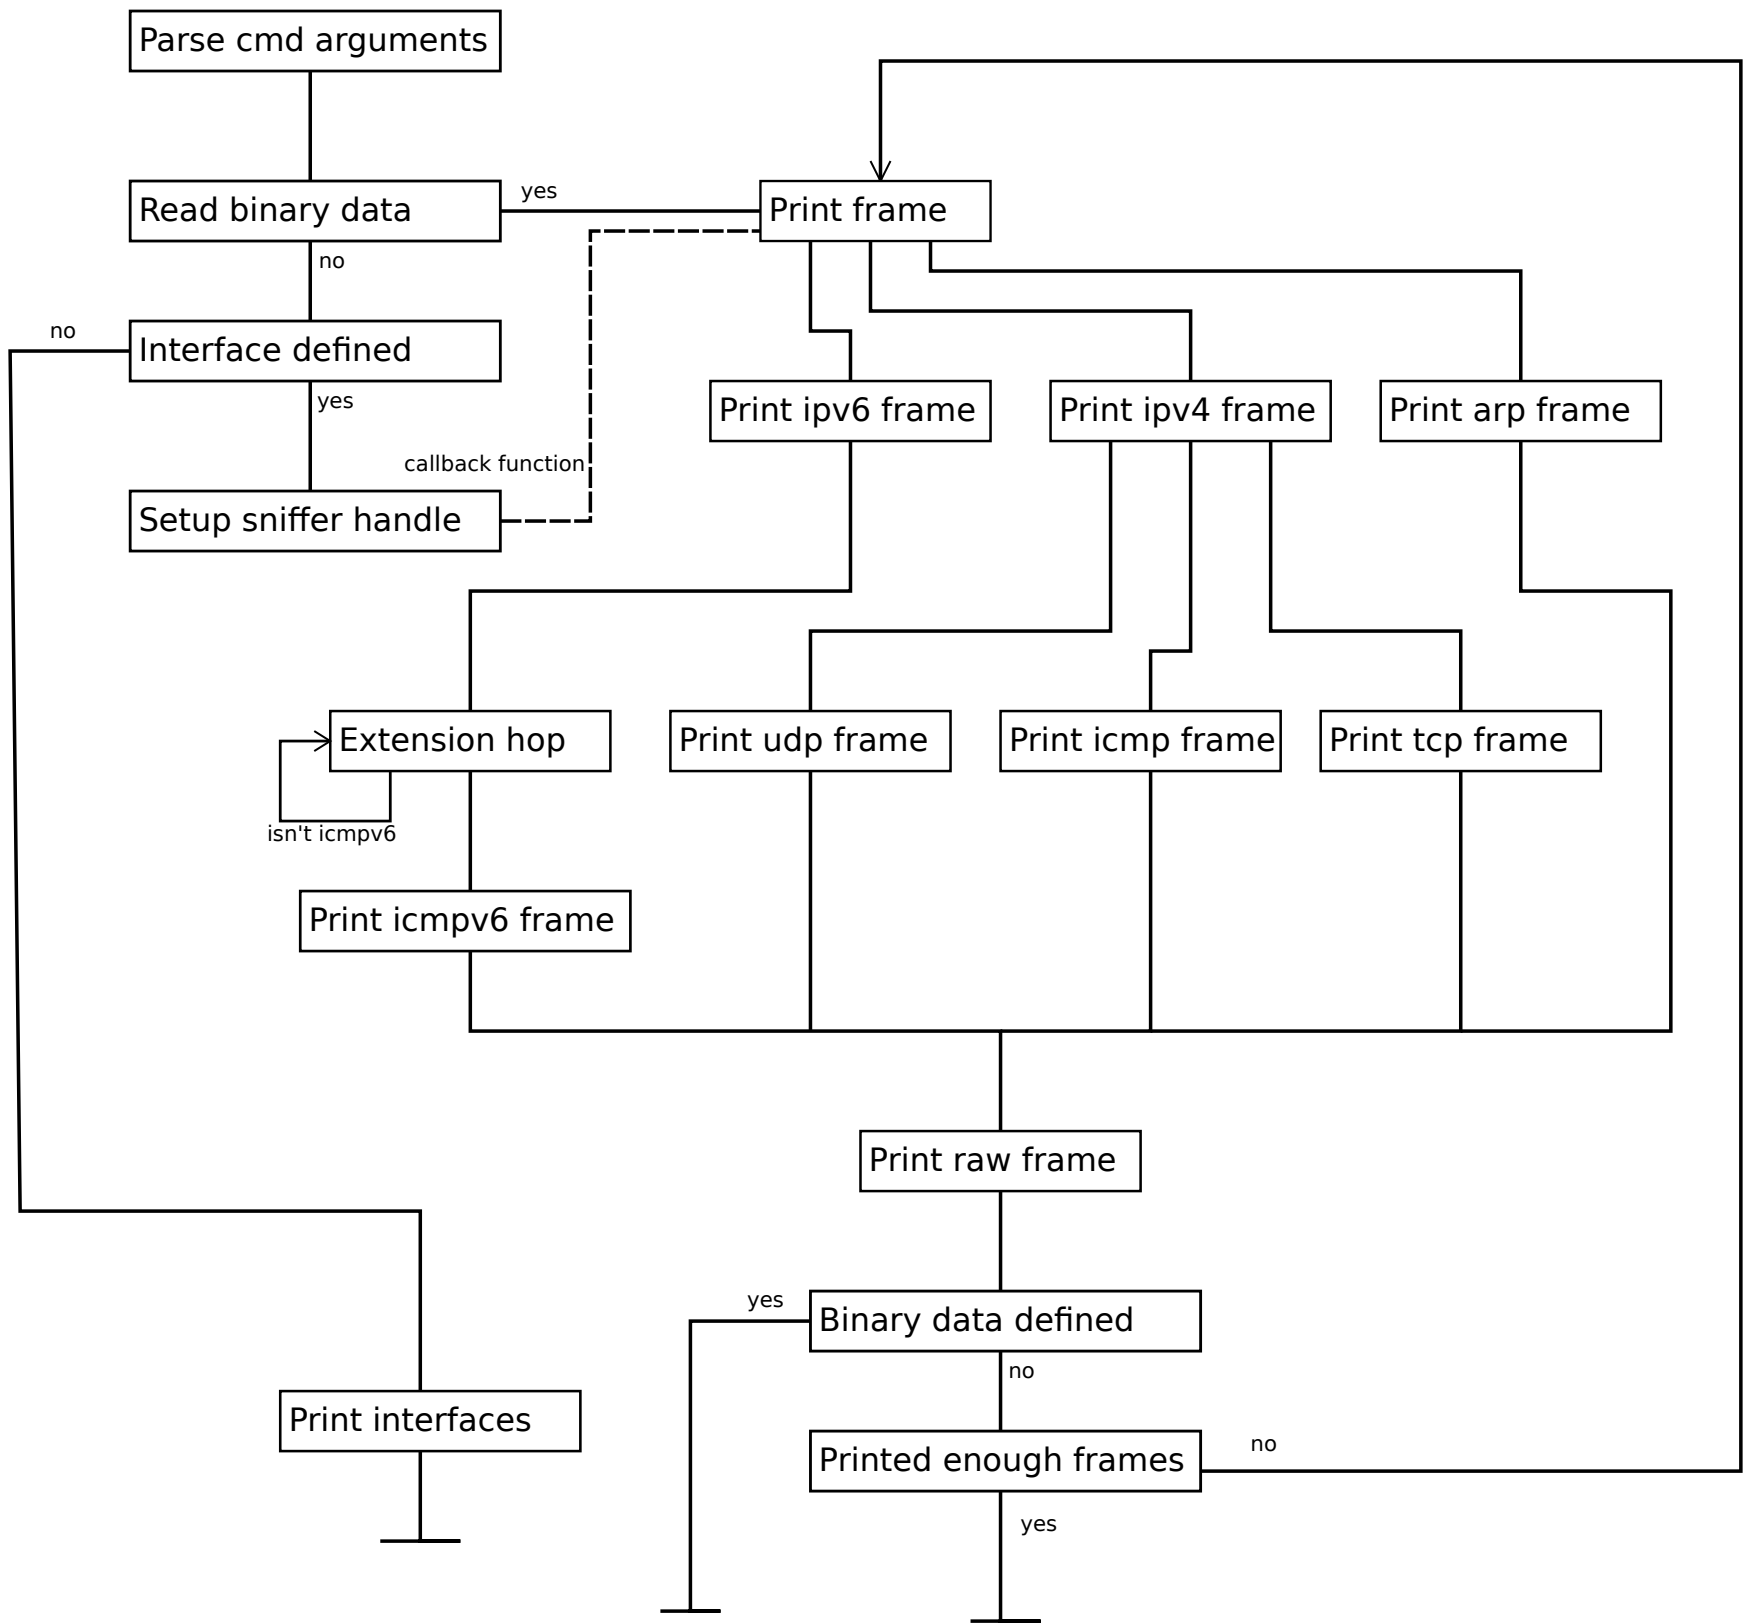 Parse cmd arguments
Read binary data
yes
Print frame
no
no
Interface defined
yes
Print ipv6 frame
Print ipv4 frame
Print arp frame
callback function
Setup sniffer handle
Extension hop
Print udp frame
Print icmp frame
Print tcp frame
isn't icmpv6
Print icmpv6 frame
Print raw frame
yes
Binary data defined
no
Print interfaces
Printed enough frames
no
yes